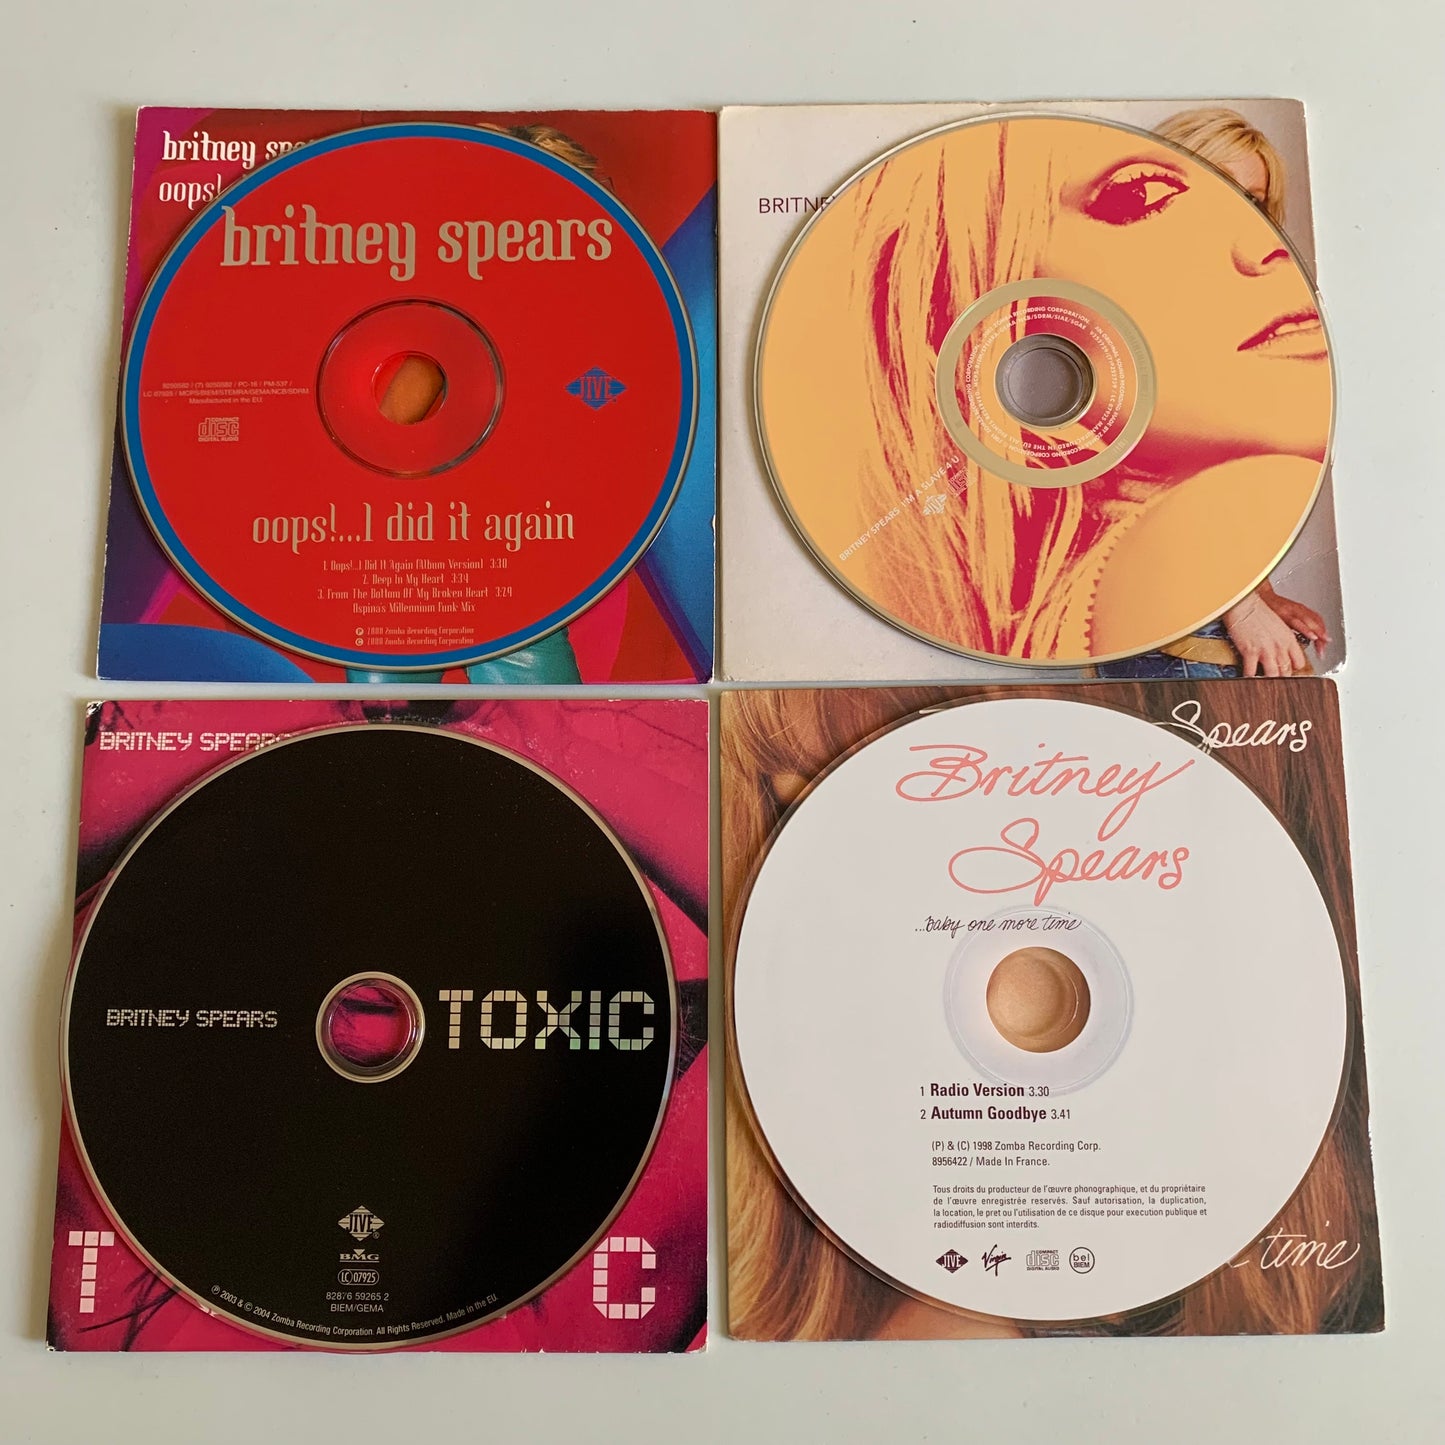 britney spea
oops!
britney spears
9250582 / (7) 9250582 / PC-16 / PM-537 /
LC 07925 / MCPS/BIEM/STEMRA/GEMA/NCB/SDRM
Manufactured in the EU.
COMPACT
disc
DIGITAL AUDIO
JIVE
oops!...I did it again
1. Oops!...I Did It Again (Album Version) 3:30
2. Deep In My Heart 3:34
3. From The Bottom Of My Broken Heart 3:29
Ospina's Millennium Funk Mix
℗ 2000 Zomba Recording Corporation
© 2000 Zomba Recording Corporation
BRITNE
BRITNEY SPEARS I'M A SLAVE 4 U
JIVE
disc
BRITNEY SPEARS
BRITNEY SPEARS
TOXIC
JIVE
BMG
LC 07925
82876 59265 2
BIEM/GEMA
℗ 2003 & © 2004 Zomba Recording Corporation. All Rights Reserved. Made in the EU.
T
C
Spears
Britney
Spears
...baby one more time
1 Radio Version 3.30
2 Autumn Goodbye 3.41
(P) & (C) 1998 Zomba Recording Corp.
8956422 / Made In France.
Tous droits du producteur de l'œuvre phonographique, et du propriétaire
de l'œuvre enregistrée reservés. Sauf autorisation, la duplication,
la location, le pret ou l'utilisation de ce disque pour execution publique et
radiodiffusion sont interdits.
JIVE
Virgin
COMPACT
disc
DIGITAL AUDIO
bel
BIEM
time